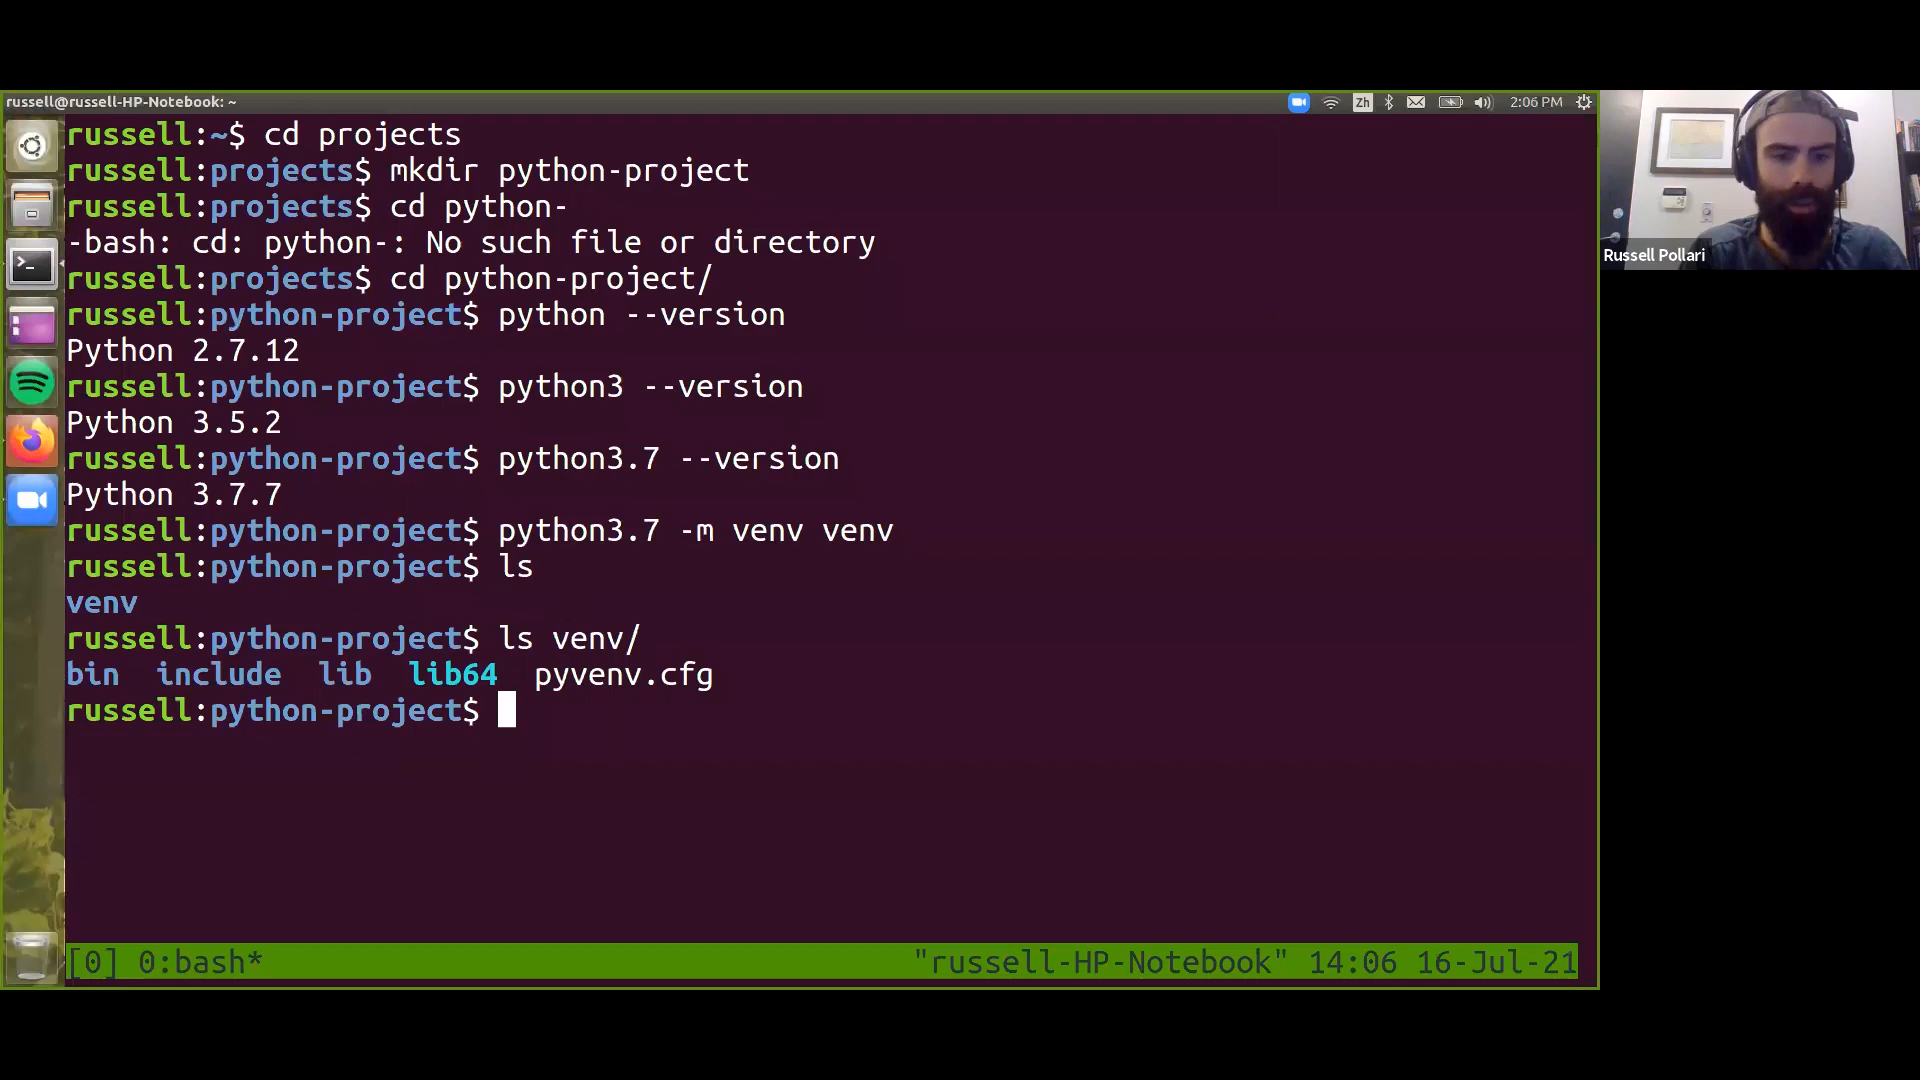 russell@russell-HP-Notebook: ~
Zh
2:06 PM
russell:~$ cd projects
russell:projects$ mkdir python-project
russell:projects$ cd python-
-bash: cd: python-: No such file or directory
russell:projects$ cd python-project/
russell:python-project$ python --version
Python 2.7.12
russell:python-project$ python3 --version
Python 3.5.2
russell:python-project$ python3.7 --version
Python 3.7.7
russell:python-project$ python3.7 -m venv venv
russell:python-project$ ls
venv
russell:python-project$ ls venv/
bin include lib lib64 pyvenv.cfg
russell:python-project$
[0] 0:bash* "russell-HP-Notebook" 14:06 16-Jul-21
Russell Pollari